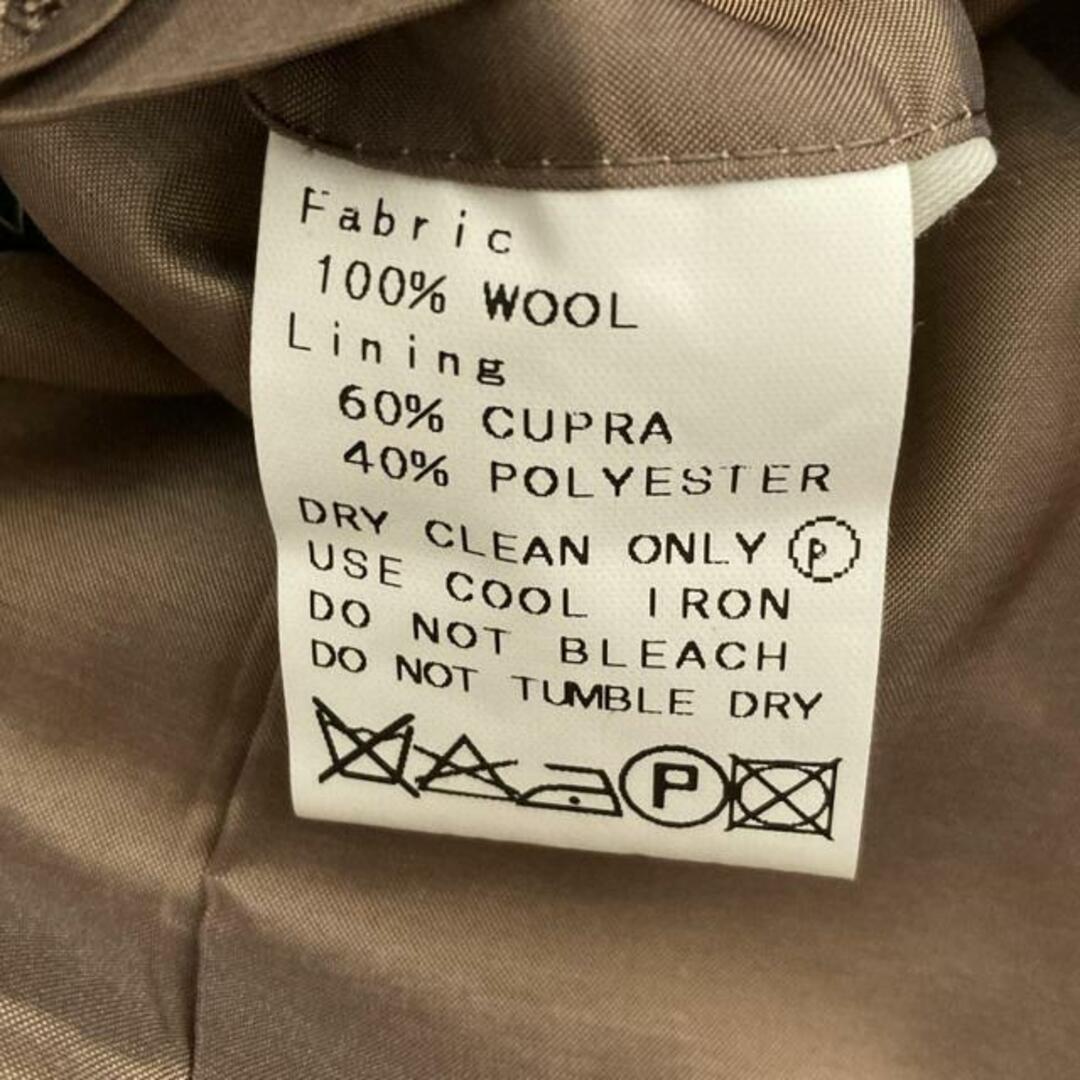 Fabric
100% WOOL
Lining
60% CUPRA
40% POLYESTER
DRY CLEAN ONLY Ⓟ
USE COOL IRON
DO NOT BLEACH
DO NOT TUMBLE DRY
P